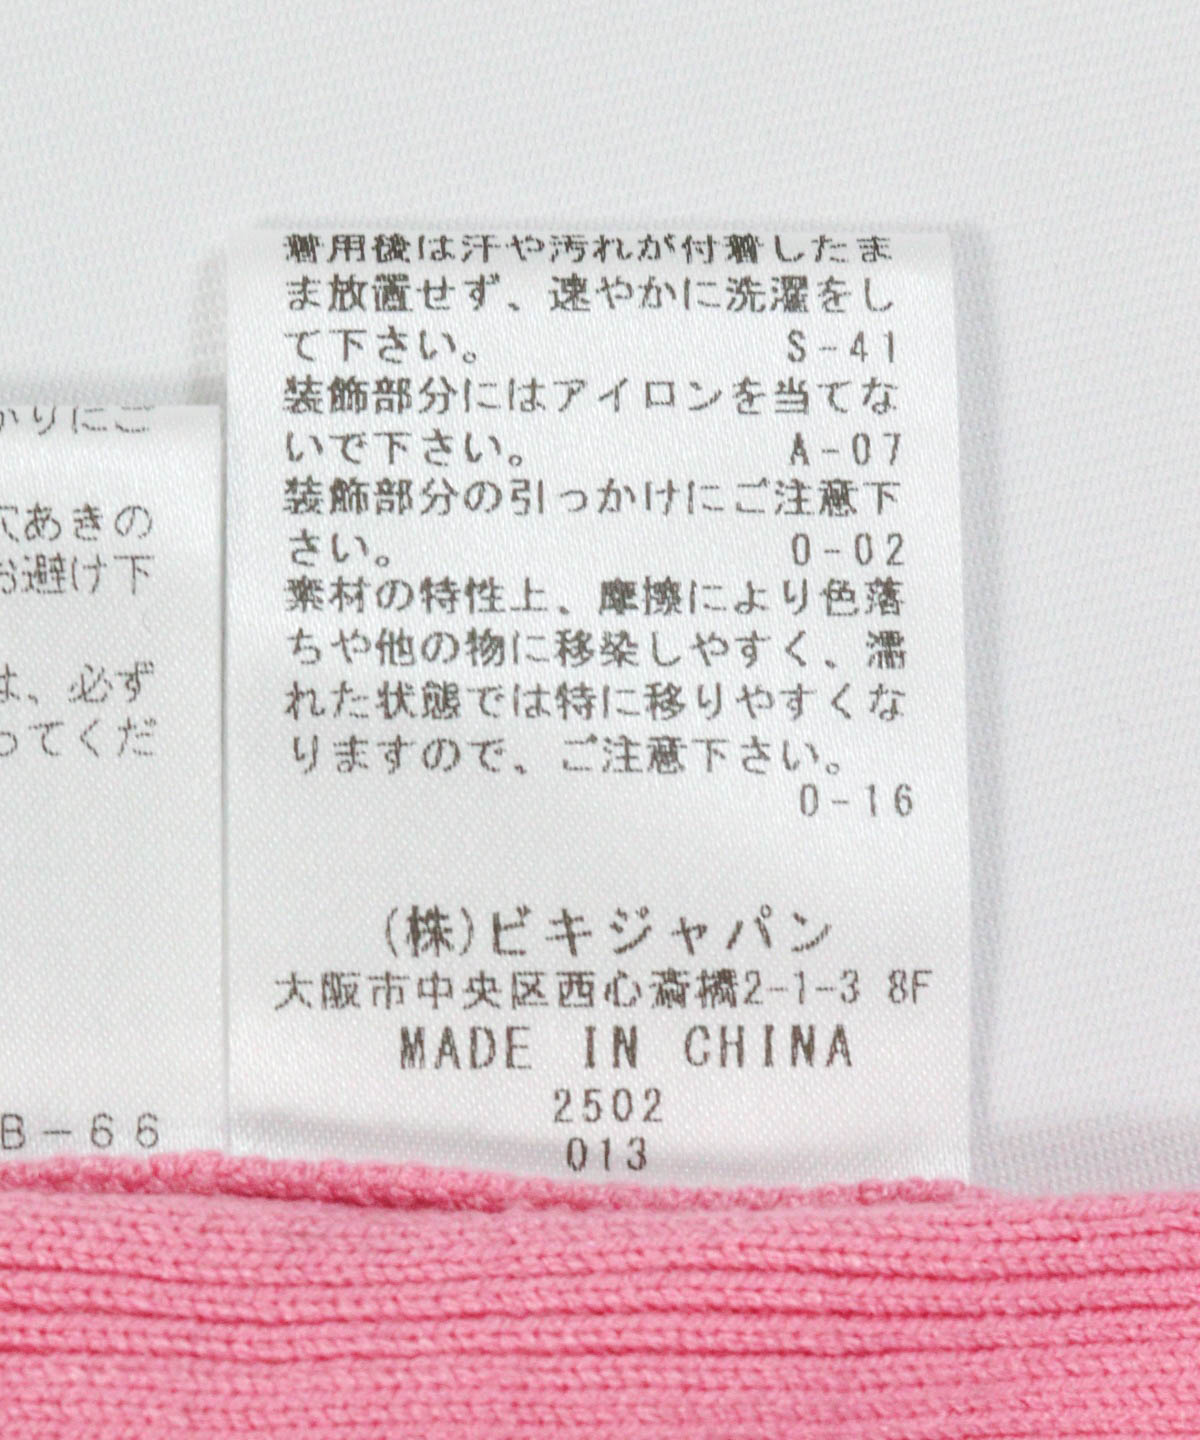 着用後は汗や汚れが付着したま
ま放置せず、速やかに洗濯をし
て下さい。 S-41
装飾部分にはアイロンを当てな
いで下さい。 A-07
装飾部分の引っかけにご注意下
さい。 O-02
素材の特性上、摩擦により色落
ちや他の物に移染しやすく、濡
れた状態では特に移りやすくな
りますので、ご注意下さい。
O-16
(株)ビキジャパン
大阪市中央区西心斎橋2-1-3 8F
MADE IN CHINA
2502
013
かりにご
穴あきの
お避け下
は、必ず
ってくだ
B-66